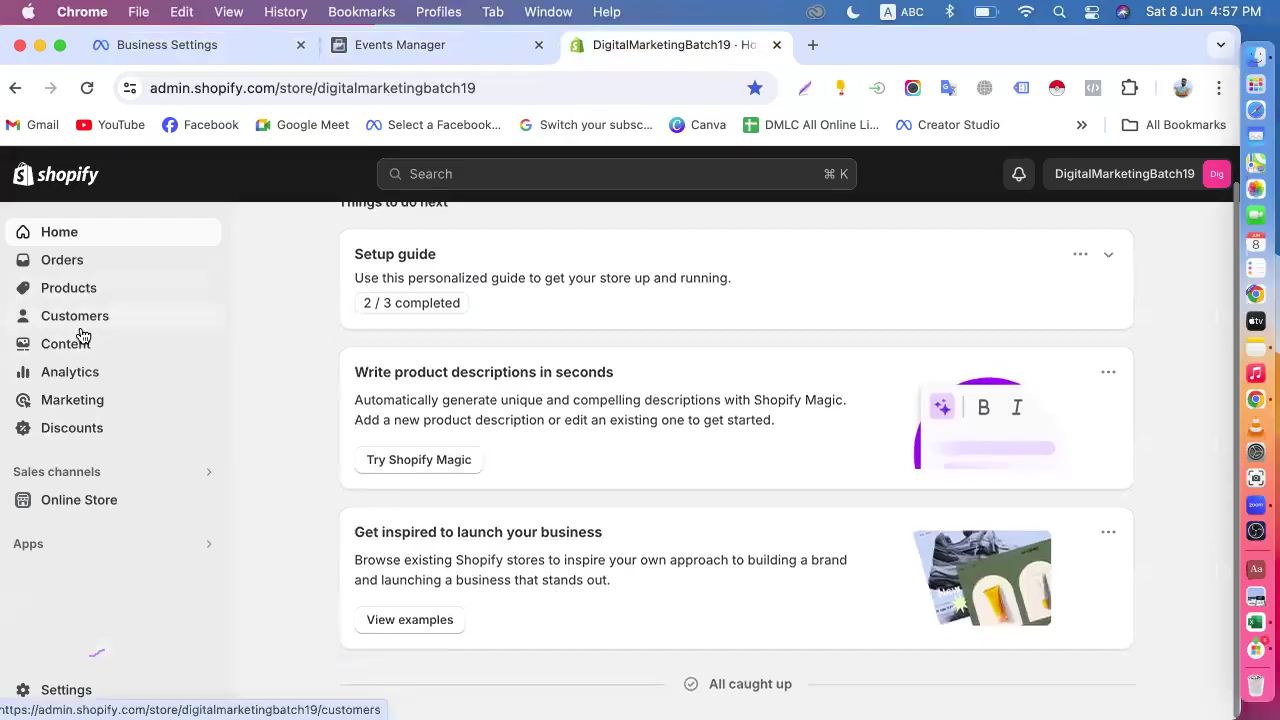 Chrome File Edit View History Bookmarks Profiles Tab Window Help A ABC Sat 8 Jun 4:57 PM
Business Settings Events Manager DigitalMarketingBatch19 · Ho
admin.shopify.com/store/digitalmarketingbatch19
Gmail YouTube Facebook Google Meet Select a Facebook... Switch your subsc... Canva DMLC All Online Li... Creator Studio All Bookmarks
shopify Search ⌘ K DigitalMarketingBatch19 Dig
Things to do next
Home
Orders
Products
Customers
Content
Analytics
Marketing
Discounts
Sales channels
Online Store
Apps
Settings
Setup guide
Use this personalized guide to get your store up and running.
2 / 3 completed
Write product descriptions in seconds
Automatically generate unique and compelling descriptions with Shopify Magic.
Add a new product description or edit an existing one to get started.
Try Shopify Magic
B I
Get inspired to launch your business
Browse existing Shopify stores to inspire your own approach to building a brand
and launching a business that stands out.
View examples
All caught up
https://admin.shopify.com/store/digitalmarketingbatch19/customers